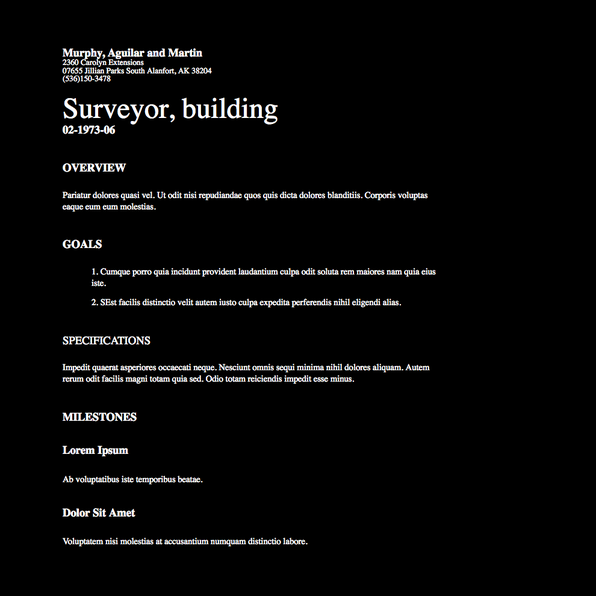 Murphy, Aguilar and Martin
2360 Carolyn Extensions
07655 Jillian Parks South Alanfort, AK 38204
(536)150-3478
Surveyor, building
02-1973-06
OVERVIEW
Pariatur dolores quasi vel. Ut odit nisi repudiandae quos quis dicta dolores blanditiis. Corporis voluptas
eaque eum eum molestias.
GOALS
1. Cumque porro quia incidunt provident laudantium culpa odit soluta rem maiores nam quia eius
iste.
2. SEst facilis distinctio velit autem iusto culpa expedita perferendis nihil eligendi alias.
SPECIFICATIONS
Impedit quaerat asperiores occaecati neque. Nesciunt omnis sequi minima nihil dolores aliquam. Autem
rerum odit facilis magni totam quia sed. Odio totam reiciendis impedit esse minus.
MILESTONES
Lorem Ipsum
Ab voluptatibus iste temporibus beatae.
Dolor Sit Amet
Voluptatem nisi molestias at accusantium numquam distinctio labore.